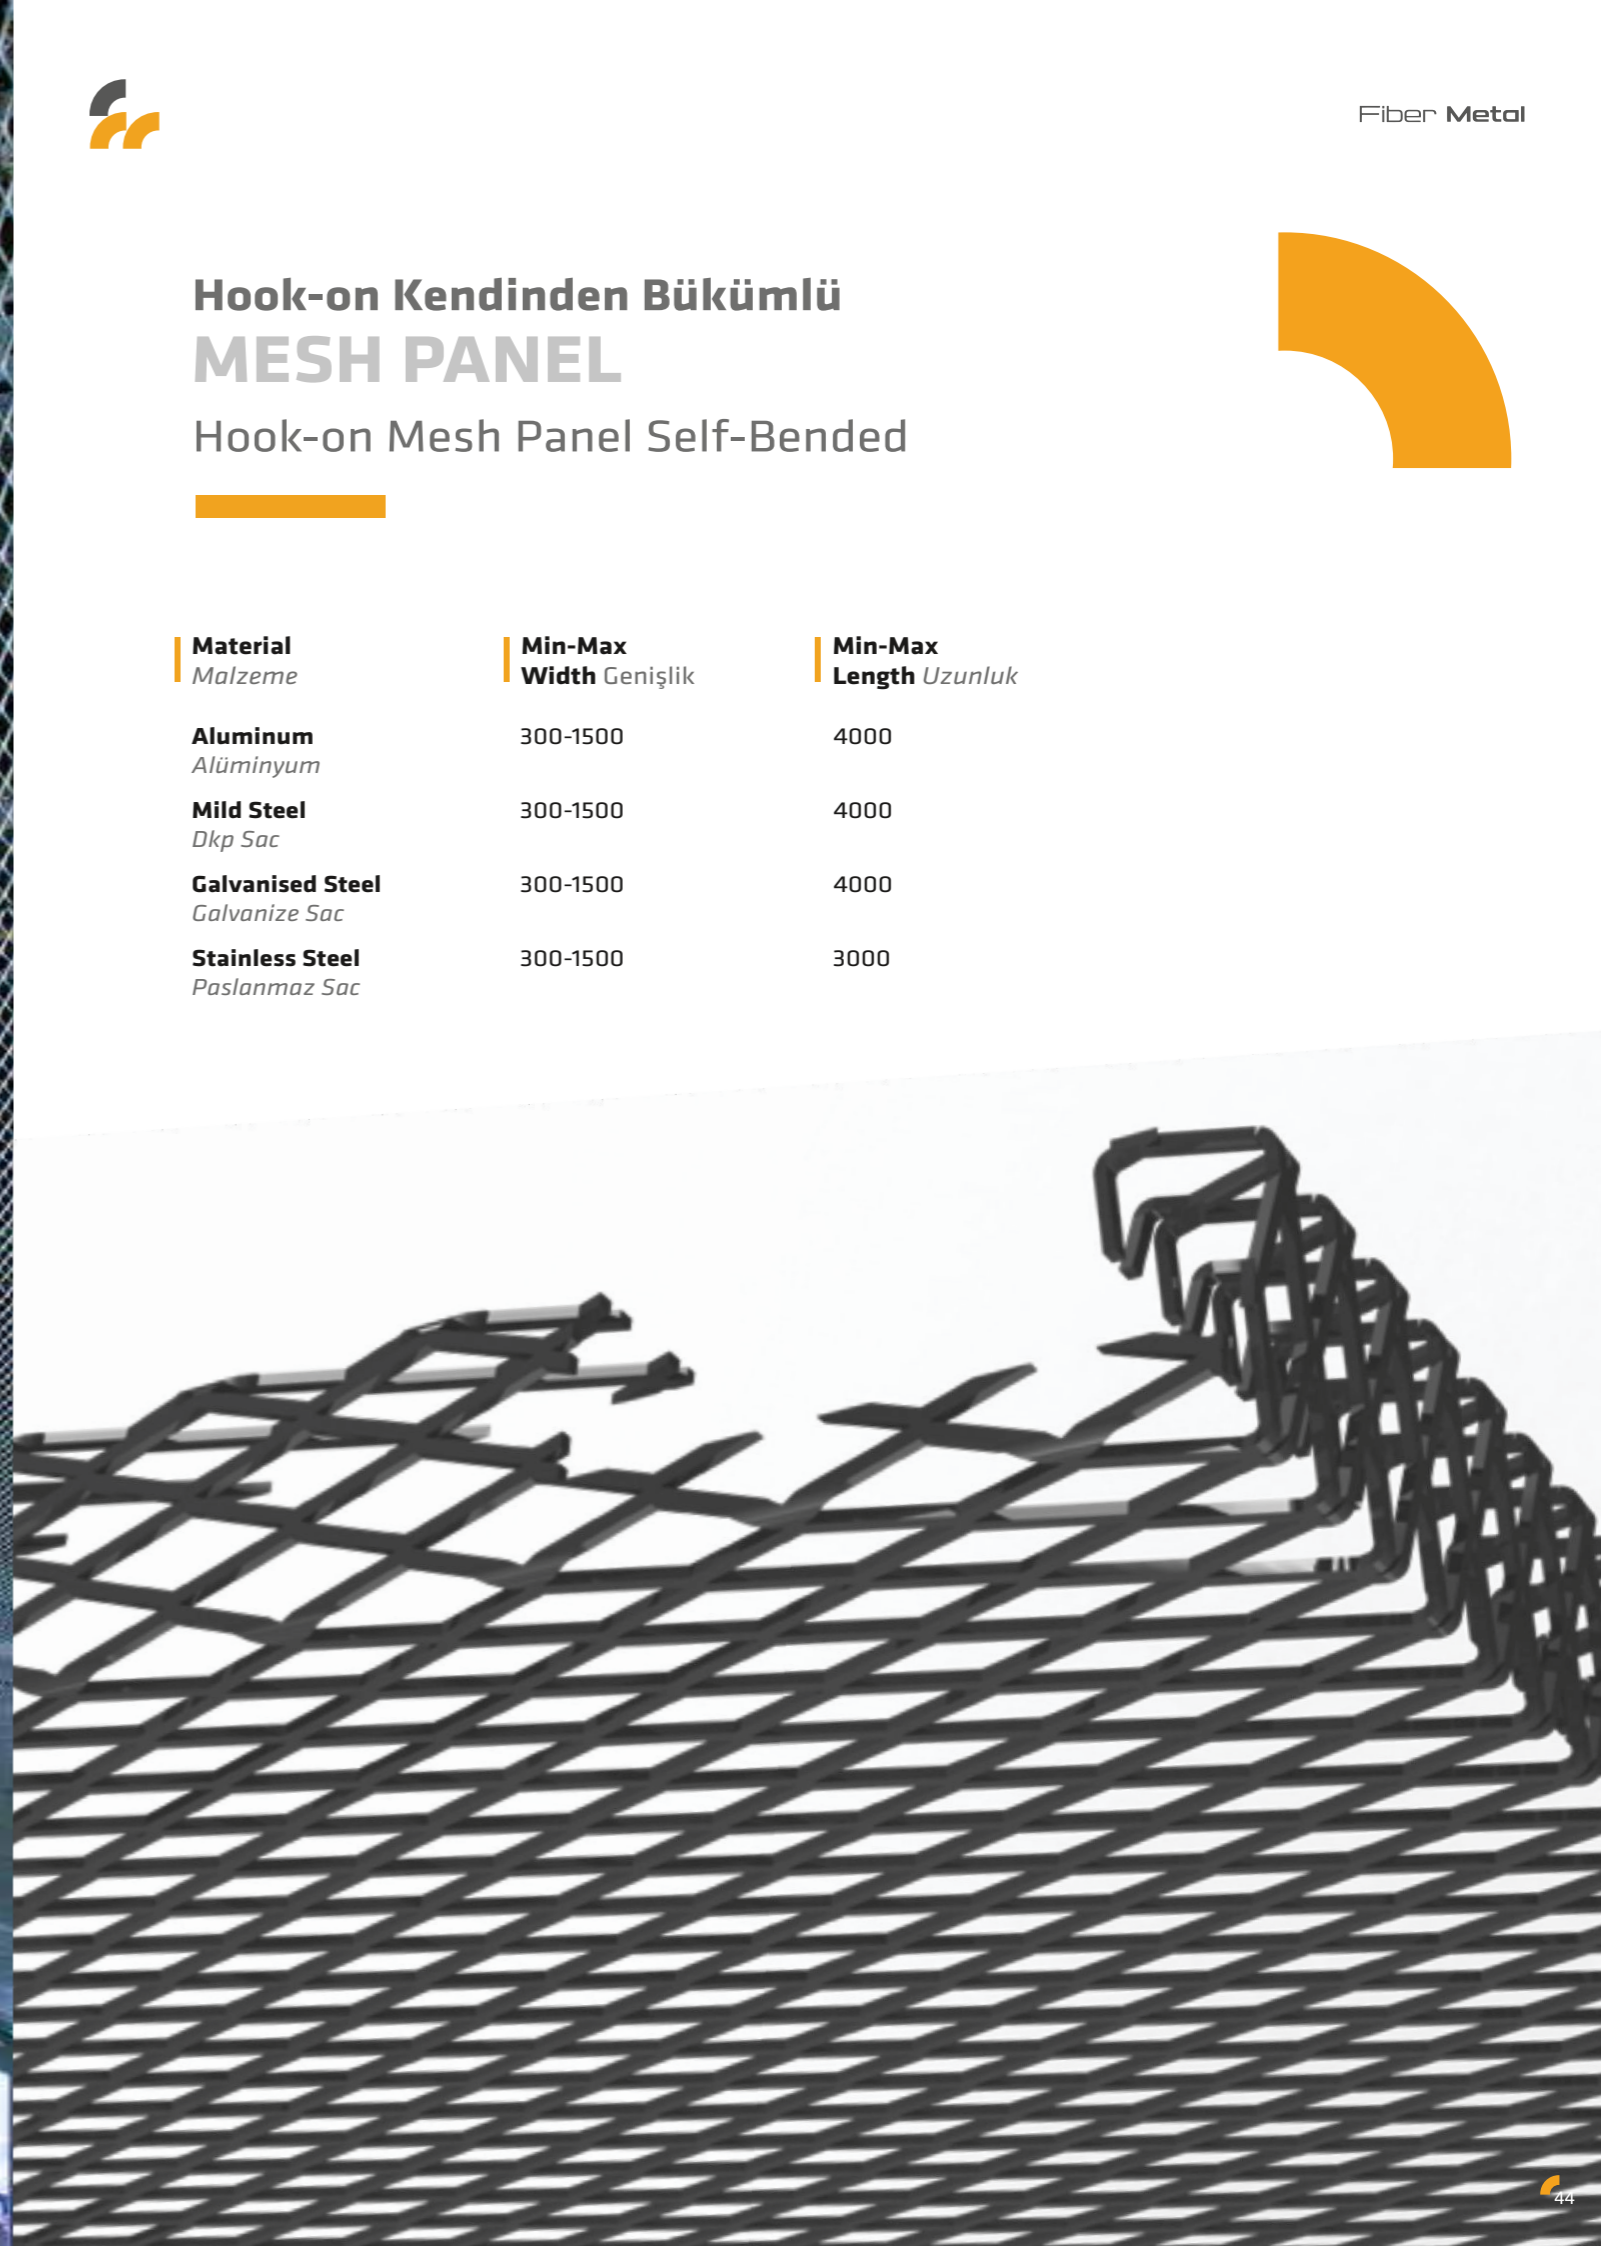 Fiber Metal
Hook-on Kendinden Bükümlü
MESH PANEL
Hook-on Mesh Panel Self-Bended
Material
Malzeme
Min-Max
Width Genişlik
Min-Max
Length Uzunluk
Aluminum 300-1500 4000
Alüminyum
Mild Steel 300-1500 4000
Dkp Sac
Galvanised Steel 300-1500 4000
Galvanize Sac
Stainless Steel 300-1500 3000
Paslanmaz Sac
44